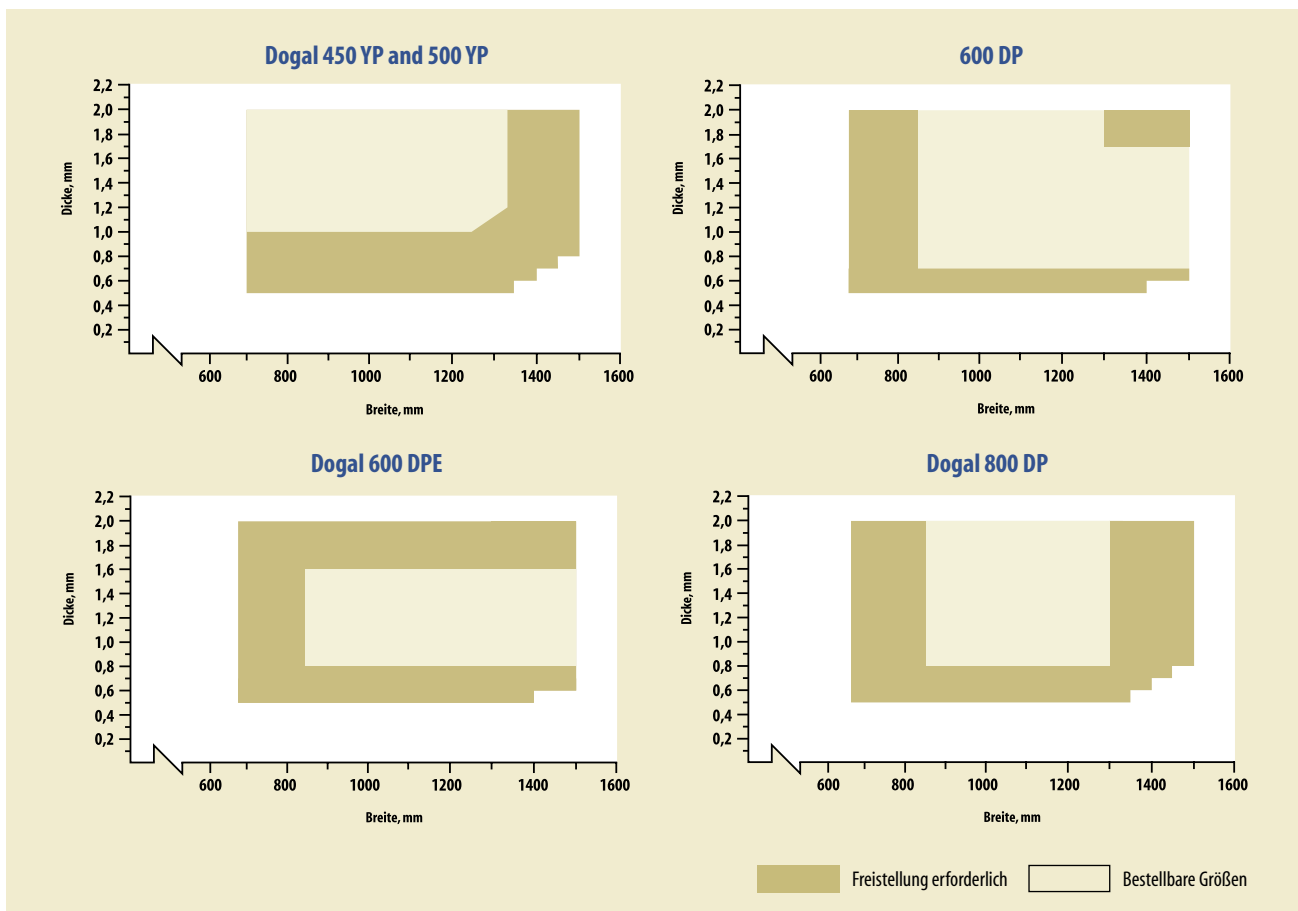 Dogal 450 YP and 500 YP
2,2
2,0
1,8
1,6
1,4
1,2
1,0
0,8
0,6
0,4
0,2
Dicke, mm
600 800 1000 1200 1400 1600
Breite, mm
600 DP
2,2
2,0
1,8
1,6
1,4
1,2
1,0
0,8
0,6
0,4
0,2
Dicke, mm
600 800 1000 1200 1400 1600
Breite, mm
Dogal 600 DPE
2,2
2,0
1,8
1,6
1,4
1,2
1,0
0,8
0,6
0,4
0,2
Dicke, mm
600 800 1000 1200 1400 1600
Breite, mm
Dogal 800 DP
2,2
2,0
1,8
1,6
1,4
1,2
1,0
0,8
0,6
0,4
0,2
Dicke, mm
600 800 1000 1200 1400 1600
Breite, mm
Freistellung erforderlich
Bestellbare Größen